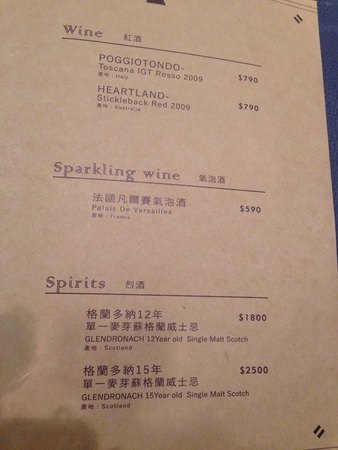 Wine 紅酒
POGGIOTONDO-
Toscana IGT Rosso 2009 $790
產地：Italy
HEARTLAND-
Stickleback Red 2009 $790
產地：Australia
Sparkling wine 氣泡酒
法國凡爾賽氣泡酒 $590
Palais De Versailles
產地：France
Spirits 烈酒
格蘭多納12年 $1800
單一麥芽蘇格蘭威士忌
GLENDRONACH 12Year old Single Malt Scotch
產地：Scotland
格蘭多納15年 $2500
單一麥芽蘇格蘭威士忌
GLENDRONACH 15Year old Single Malt Scotch
產地：Scotland